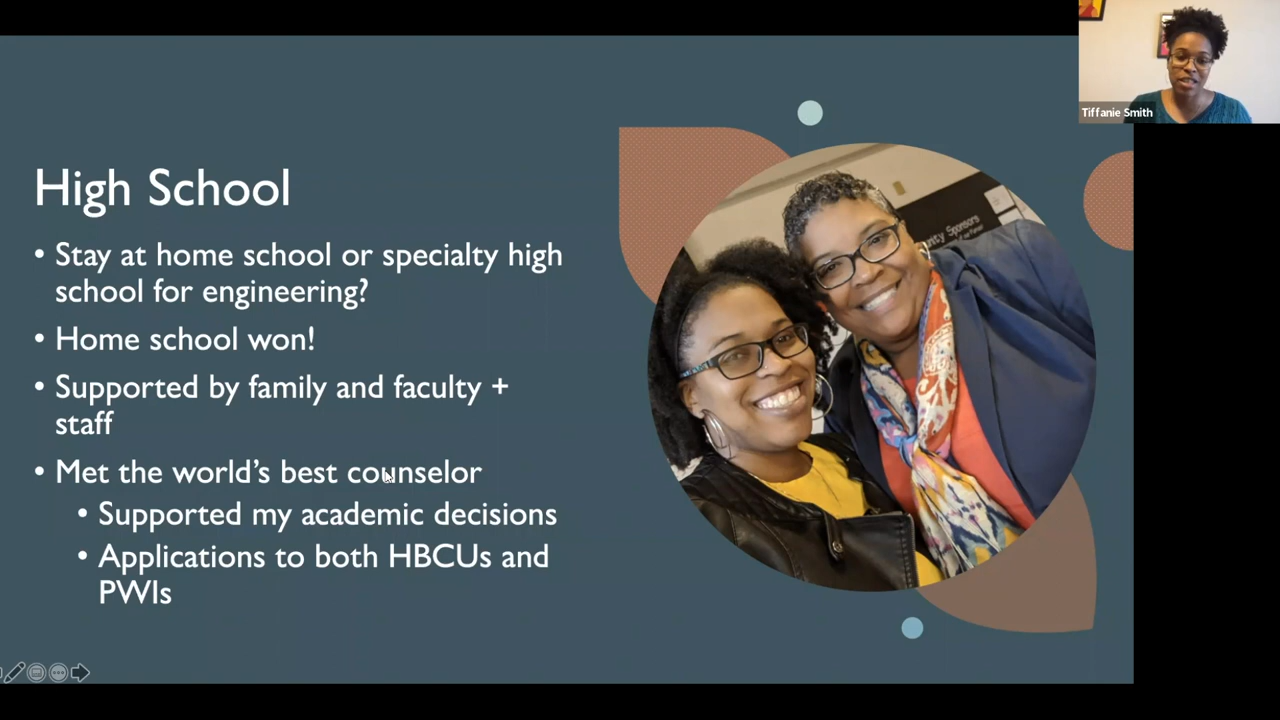 Tiffanie Smith
High School
• Stay at home school or specialty high
school for engineering?
• Home school won!
• Supported by family and faculty +
staff
• Met the world's best counselor
• Supported my academic decisions
• Applications to both HBCUs and
PWIs
Sponsors